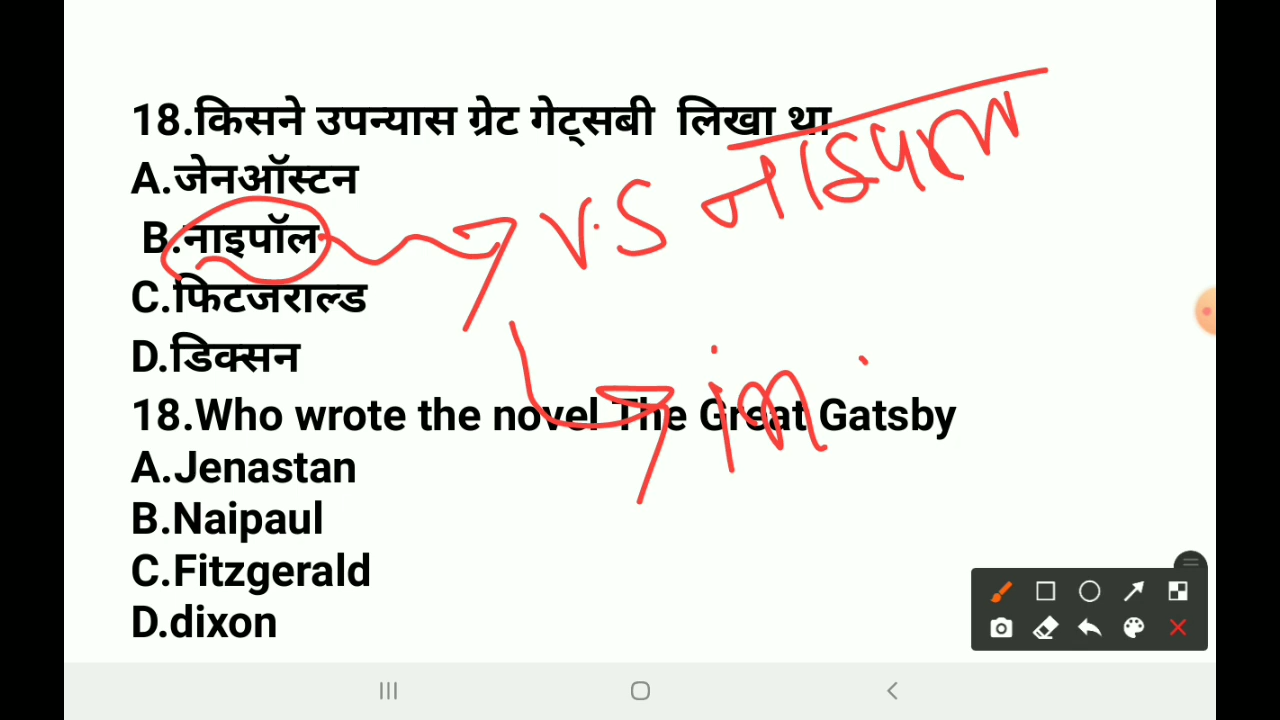 18.किसने उपन्यास ग्रेट गेट्सबी लिखा था
A.जेनऑस्टन
B.नाइपॉल
C.फिटजराल्ड
D.डिक्सन
V.S
18.Who wrote the novel The Great Gatsby
A.Jenastan
B.Naipaul
C.Fitzgerald
D.dixon